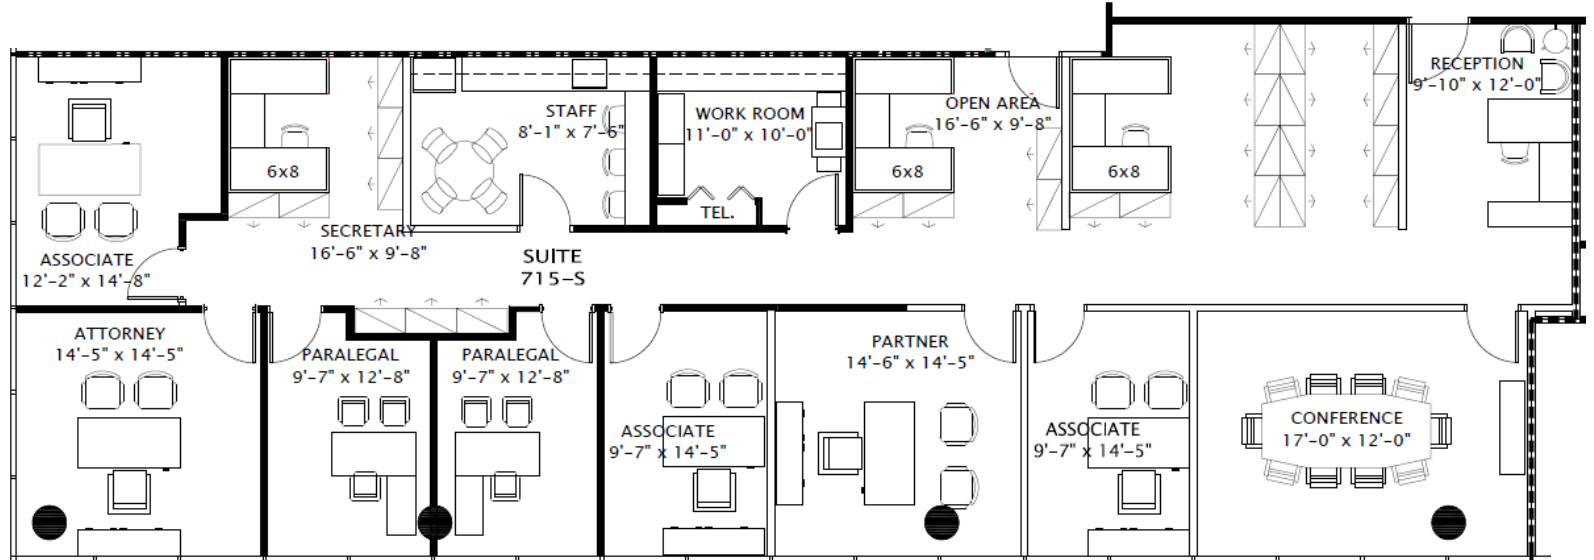 RECEPTION
9'-10" x 12'-0"
STAFF
8'-1" x 7'-6"
WORK ROOM
11'-0" x 10'-0"
OPEN AREA
16'-6" x 9'-8"
6x8
6x8
6x8
TEL.
SECRETARY
16'-6" x 9'-8"
ASSOCIATE
12'-2" x 14'-8"
SUITE
715-S
ATTORNEY
14'-5" x 14'-5"
PARALEGAL
9'-7" x 12'-8"
PARALEGAL
9'-7" x 12'-8"
PARTNER
14'-6" x 14'-5"
ASSOCIATE
9'-7" x 14'-5"
ASSOCIATE
9'-7" x 14'-5"
CONFERENCE
17'-0" x 12'-0"